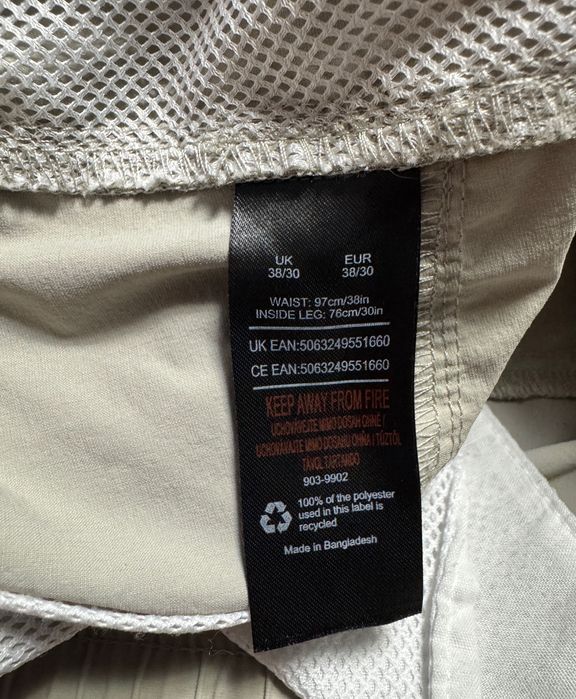 UK EUR
38/30 38/30
WAIST: 97cm/38in
INSIDE LEG: 76cm/30in
UK EAN:5063249551660
CE EAN:5063249551660
KEEP AWAY FROM FIRE
UCHOVÁVEJTE MIMO DOSAH OHNĚ /
UCHOVÁVAJTE MIMO DOSAHU OHŇA / TŰZTŐL
TÁVOL TARTANDÓ
903-9902
100% of the polyester
used in this label is
recycled
Made in Bangladesh